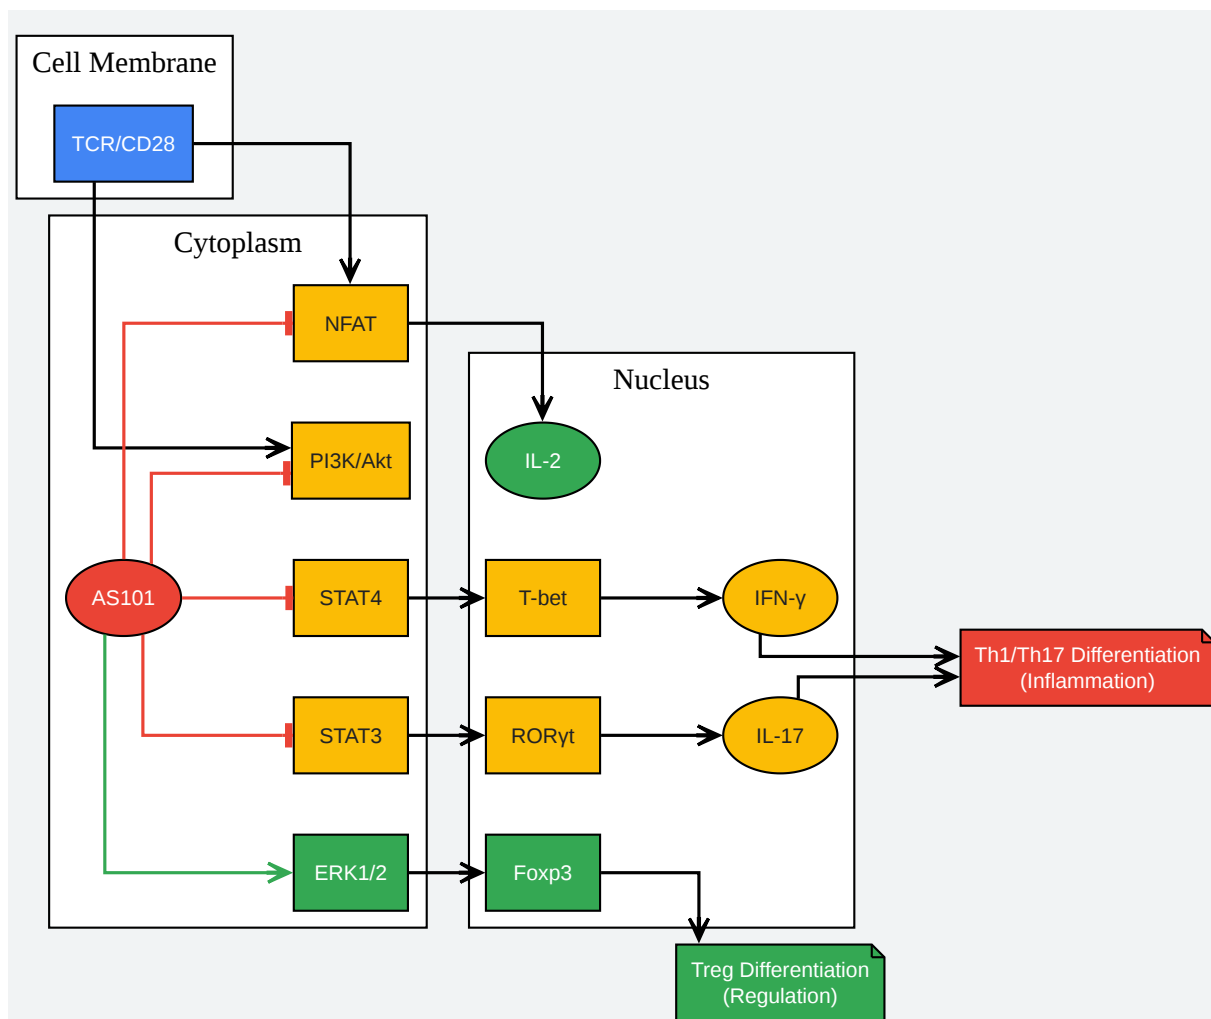 Cell Membrane
TCR/CD28
Cytoplasm
NFAT
Nucleus
PI3K/Akt
IL-2
AS101
STAT4
T-bet
IFN-γ
Th1/Th17 Differentiation
(Inflammation)
STAT3
RORγt
IL-17
ERK1/2
Foxp3
Treg Differentiation
(Regulation)